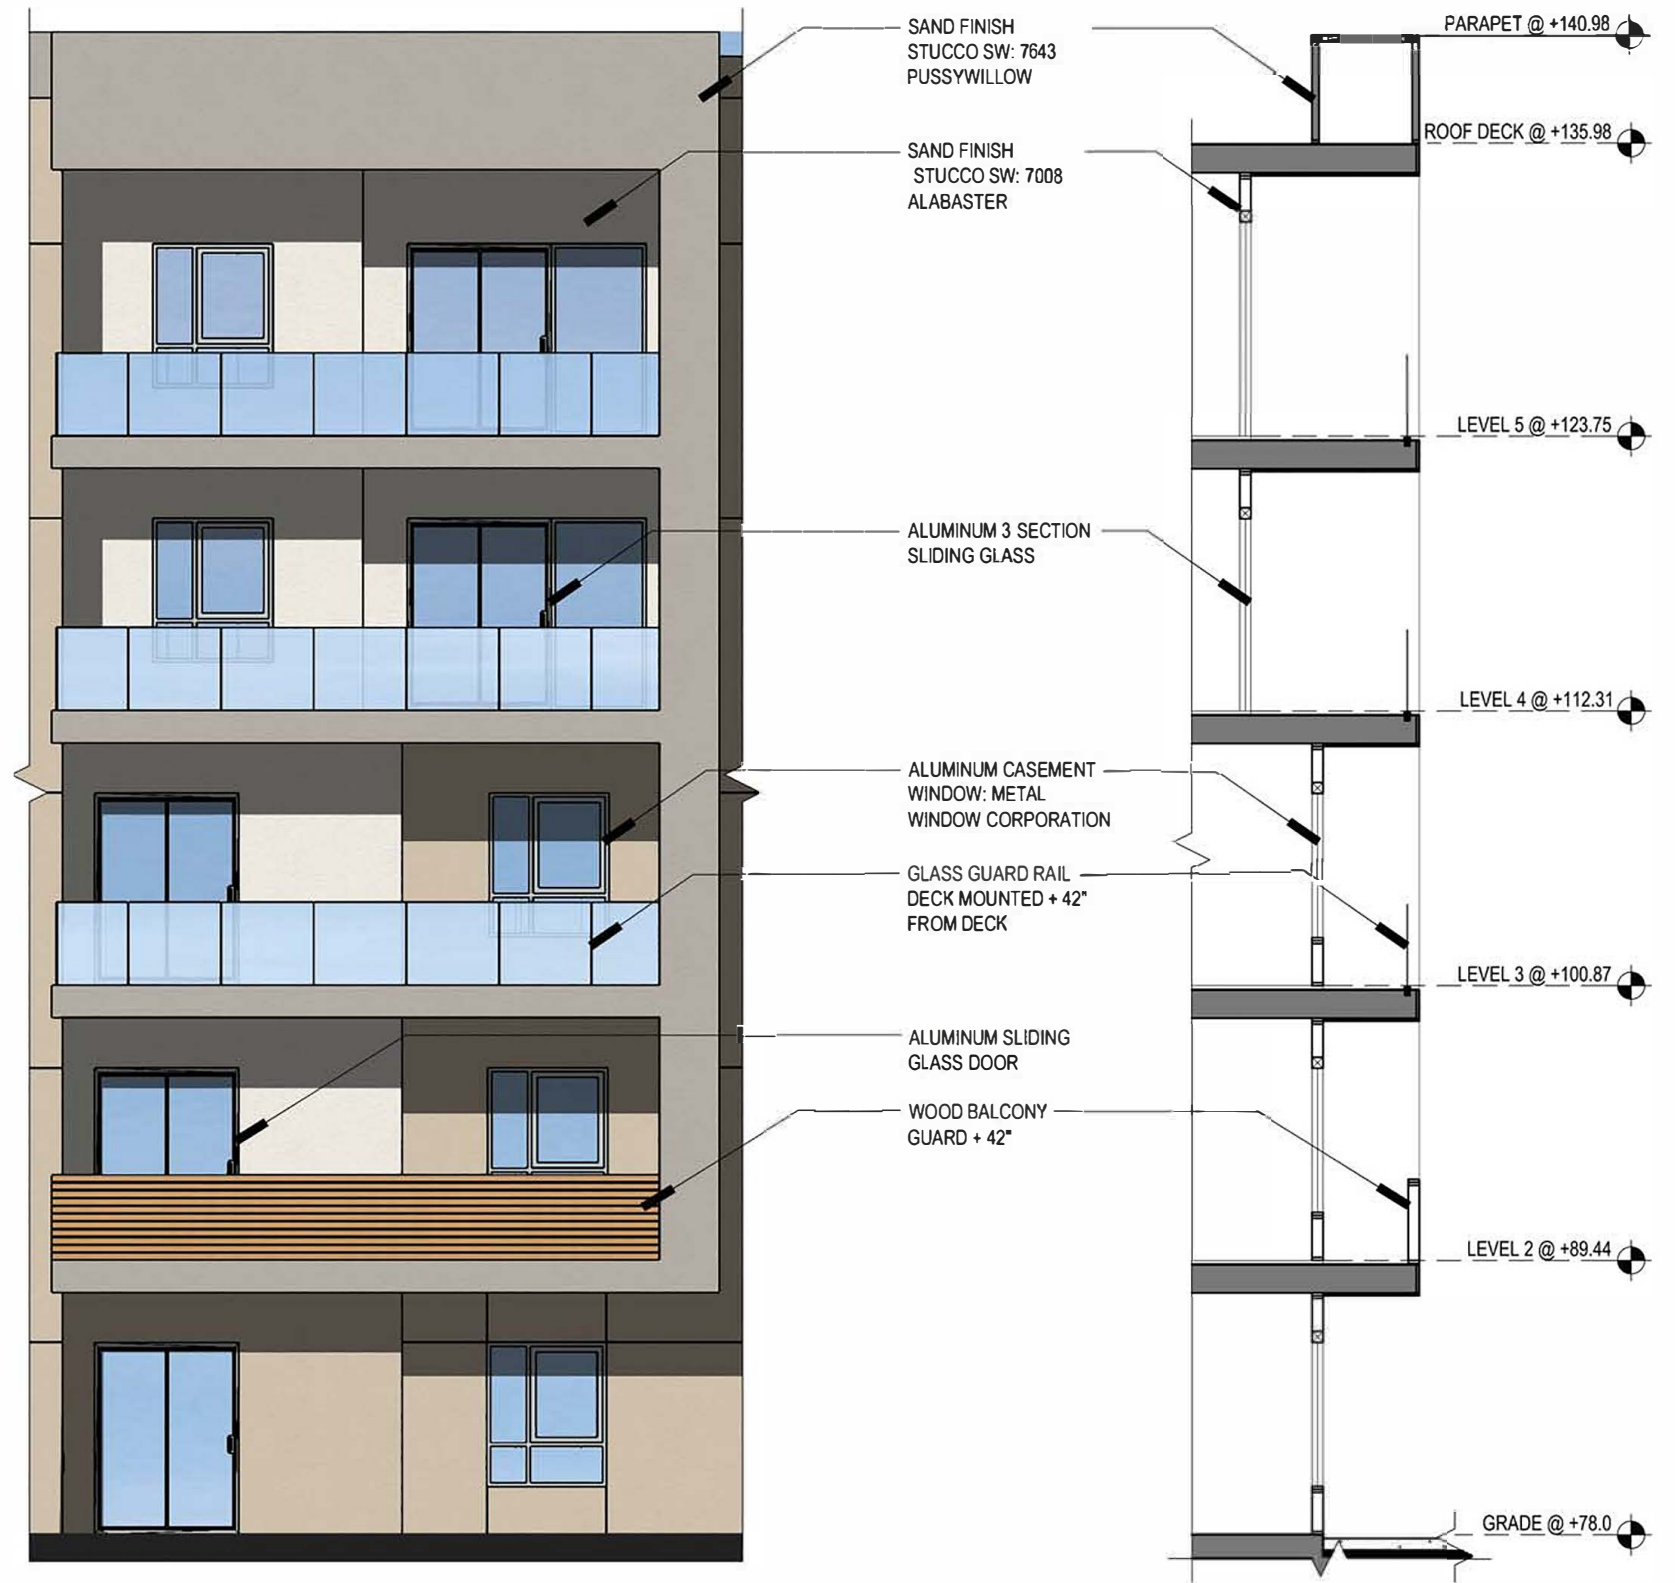 SAND FINISH
STUCCO SW: 7643
PUSSYWILLOW
SAND FINISH
STUCCO SW: 7008
ALABASTER
ALUMINUM 3 SECTION
SLIDING GLASS
ALUMINUM CASEMENT
WINDOW: METAL
WINDOW CORPORATION
GLASS GUARD RAIL
DECK MOUNTED + 42"
FROM DECK
ALUMINUM SLIDING
GLASS DOOR
WOOD BALCONY
GUARD + 42"
PARAPET @ +140.98
ROOF DECK @ +135.98
LEVEL 5 @ +123.75
LEVEL 4 @ +112.31
LEVEL 3 @ +100.87
LEVEL 2 @ +89.44
GRADE @ +78.0